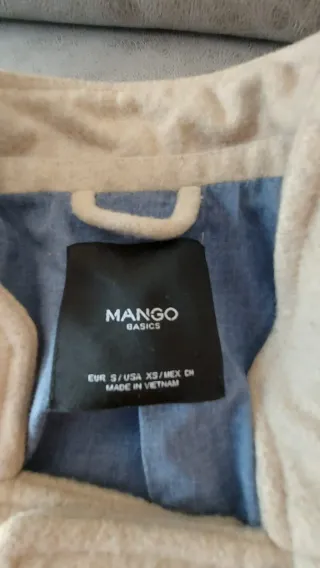 MANGO
BASICS
EUR S/USA XS/MEX CH
MADE IN VIETNAM